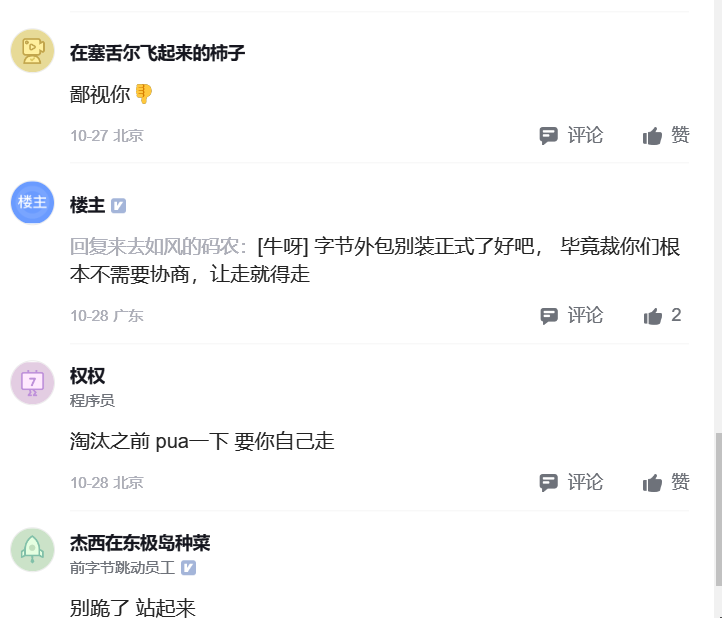 在塞舌尔飞起来的柿子
鄙视你👎
10-27 北京
评论
赞
楼主
楼主
回复来去如风的码农：[牛呀] 字节外包别装正式了好吧， 毕竟裁你们根
本不需要协商，让走就得走
10-28 广东
评论
2
7
权权
程序员
淘汰之前 pua一下 要你自己走
10-28 北京
评论
赞
杰西在东极岛种菜
前字节跳动员工
别跪了 站起来